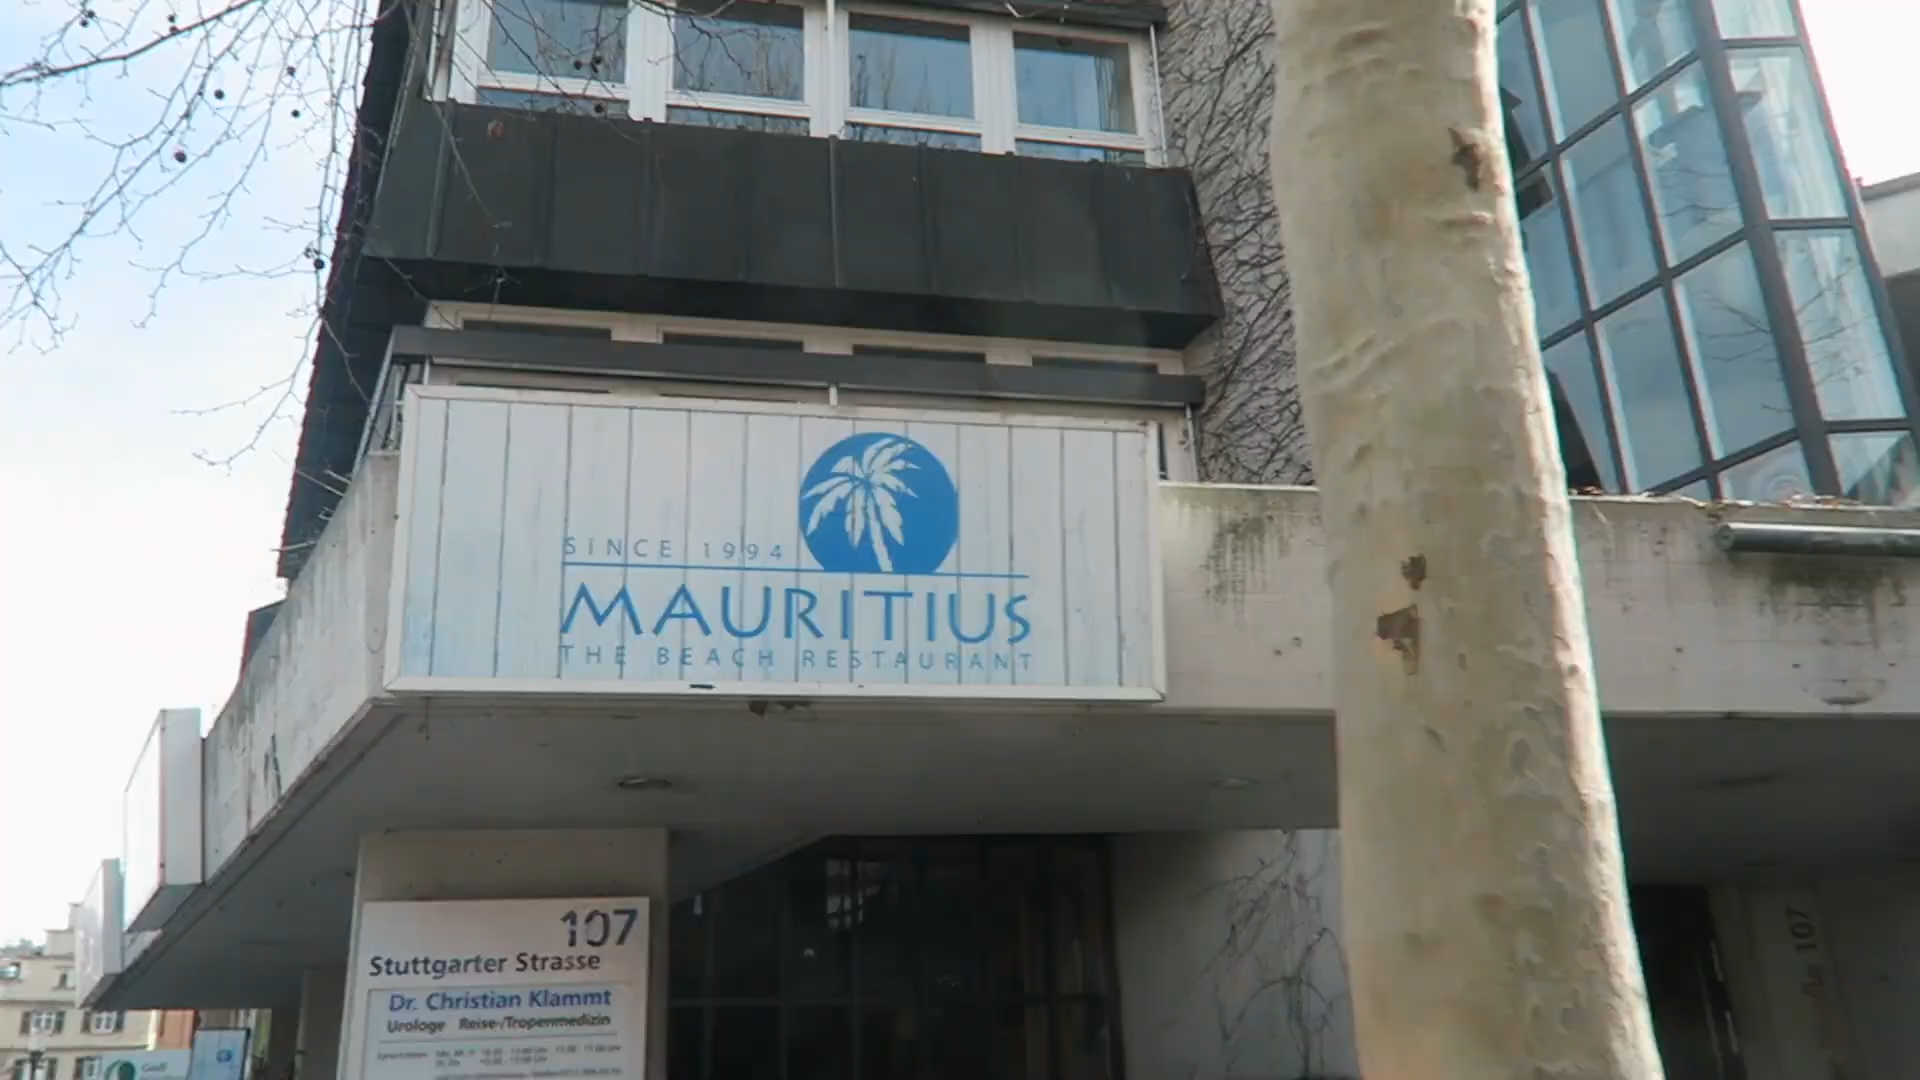 SINCE 1994
MAURITIUS
THE BEACH RESTAURANT
107
Stuttgarter Strasse
Dr. Christian Klammt
Urologe Reise-/Tropenmedizin
107